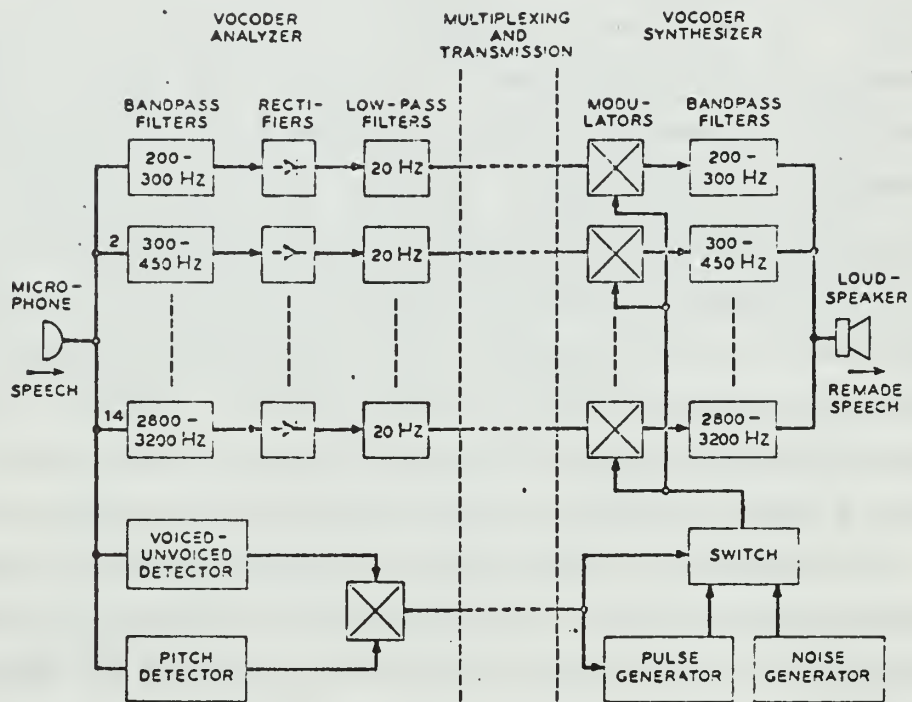 VOCODER
ANALYZER
MULTIPLEXING
AND
TRANSMISSION
VOCODER
SYNTHESIZER
BANDPASS
FILTERS
RECTI-
FIERS
LOW-PASS
FILTERS
MODU-
LATORS
BANDPASS
FILTERS
200-
300 Hz
20 Hz
200-
300 Hz
2
300-
450 Hz
20 Hz
300-
450 Hz
MICRO-
PHONE
SPEECH
LOUD-
SPEAKER
REMADE
SPEECH
14
2800-
3200 Hz
20 Hz
2800-
3200 Hz
VOICED-
UNVOICED
DETECTOR
SWITCH
PITCH
DETECTOR
PULSE
GENERATOR
NOISE
GENERATOR